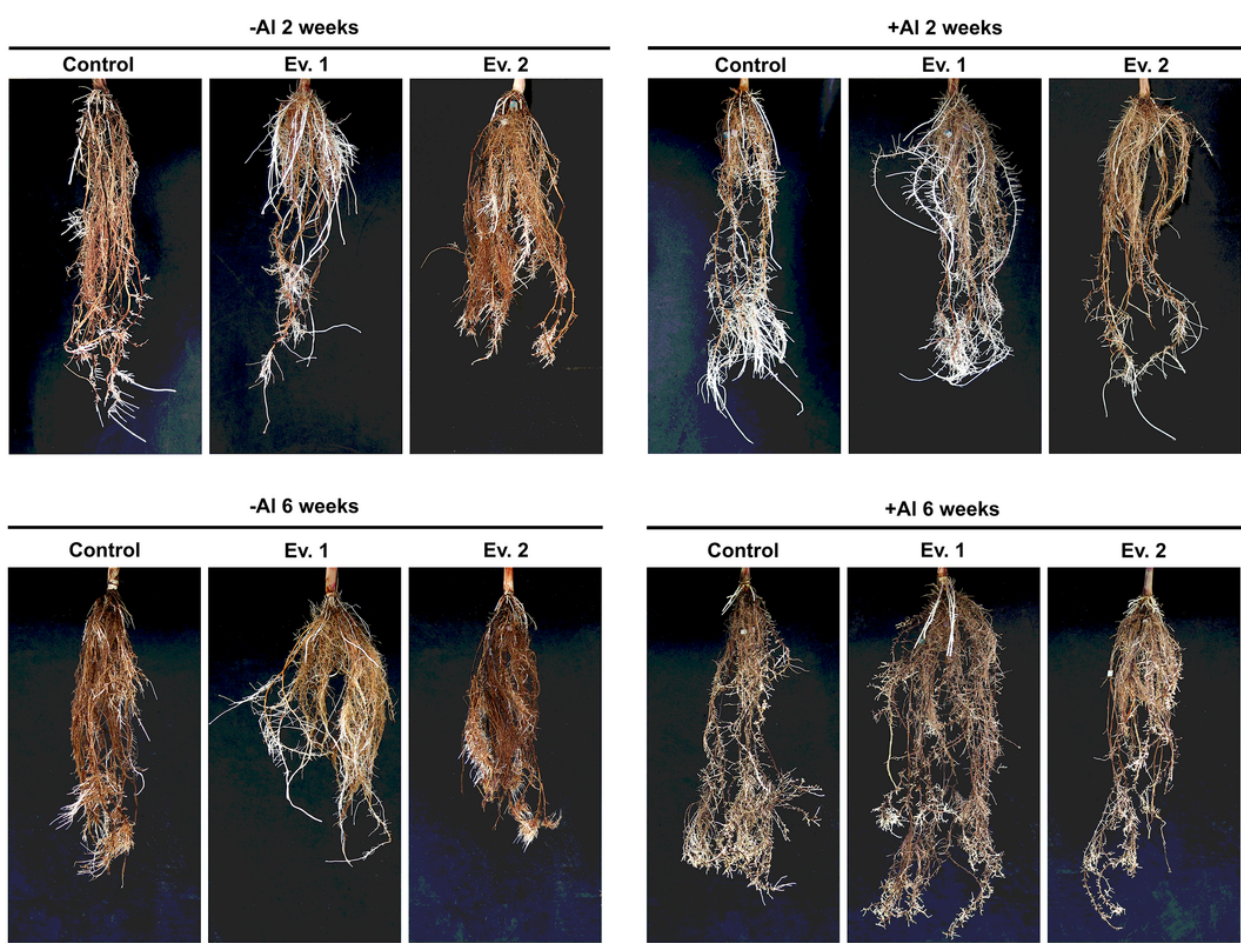 -Al 2 weeks
Control Ev. 1 Ev. 2
+Al 2 weeks
Control Ev. 1 Ev. 2
-Al 6 weeks
Control Ev. 1 Ev. 2
+Al 6 weeks
Control Ev. 1 Ev. 2